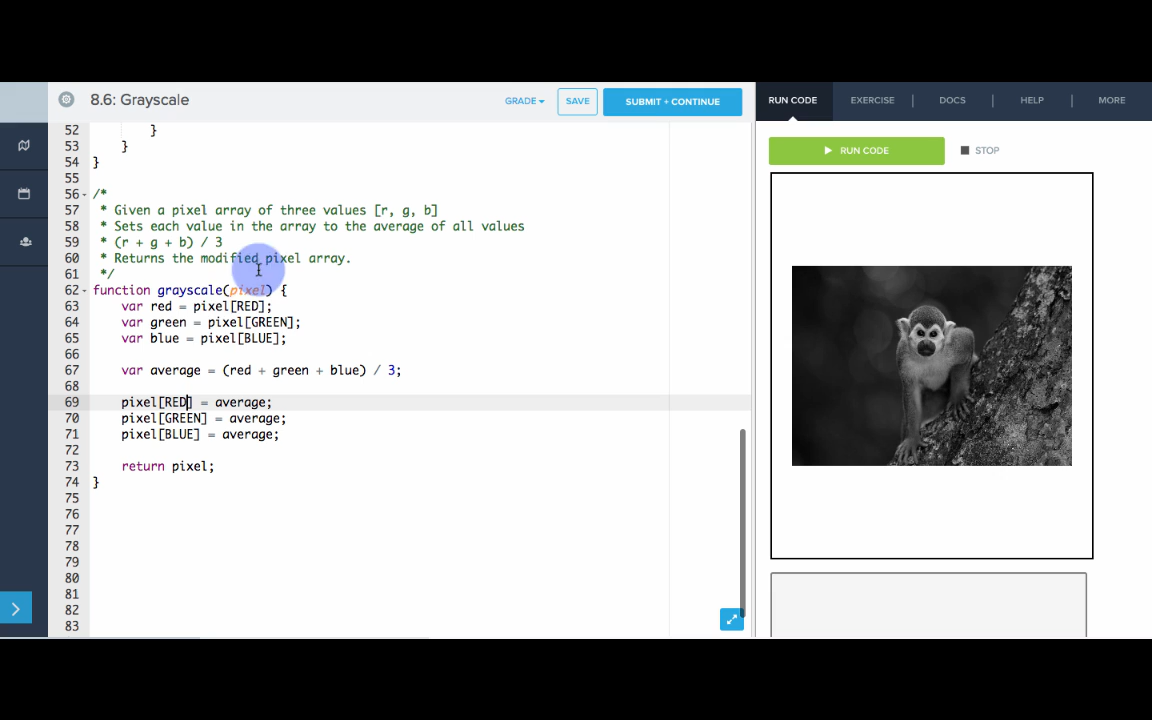 8.6: Grayscale
GRADE
SAVE
SUBMIT + CONTINUE
RUN CODE
EXERCISE
DOCS
HELP
MORE
RUN CODE
STOP
52 }
53 }
54 }
55
56 /*
57 * Given a pixel array of three values [r, g, b]
58 * Sets each value in the array to the average of all values
59 * (r + g + b) / 3
60 * Returns the modified pixel array.
61 */
62 function grayscale(pixel) {
63 var red = pixel[RED];
64 var green = pixel[GREEN];
65 var blue = pixel[BLUE];
66
67 var average = (red + green + blue) / 3;
68
69 pixel[RED] = average;
70 pixel[GREEN] = average;
71 pixel[BLUE] = average;
72
73 return pixel;
74 }
75
76
77
78
79
80
81
82
83